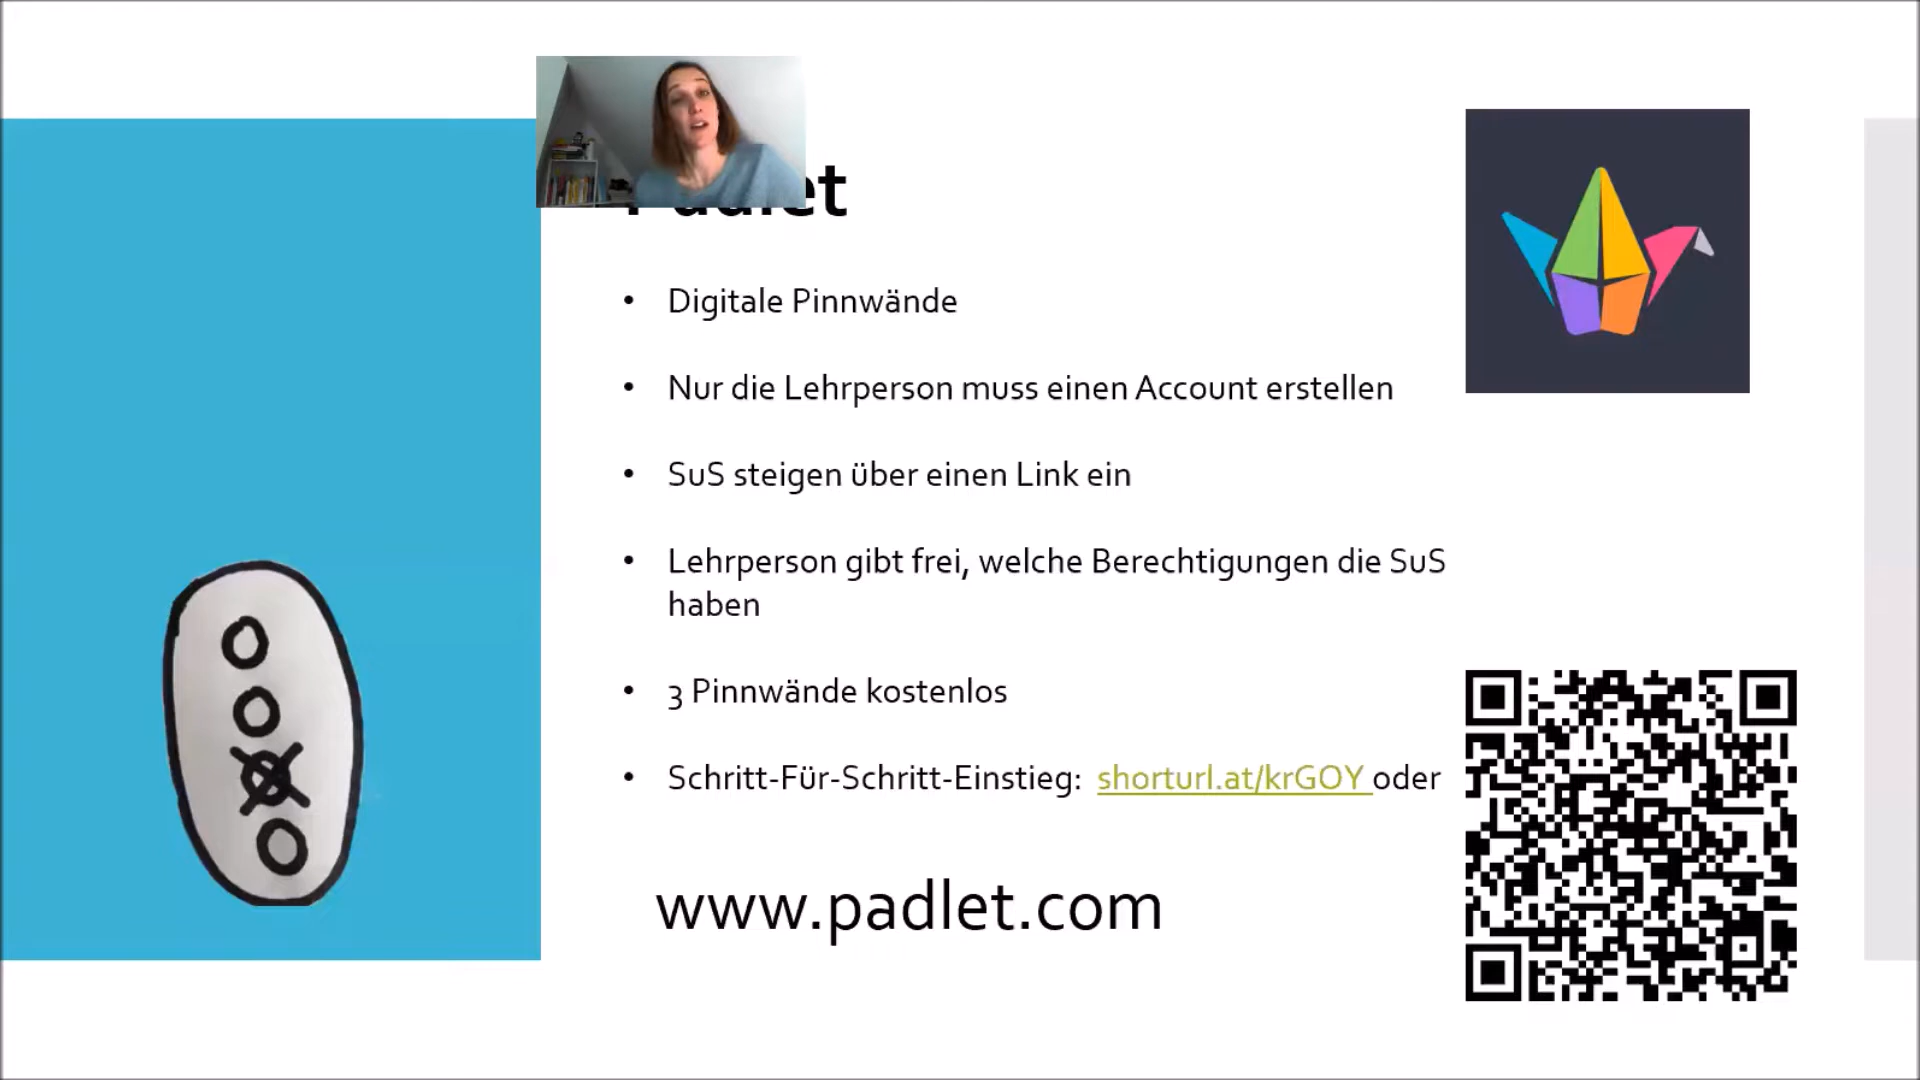 Padlet
• Digitale Pinnwände
• Nur die Lehrperson muss einen Account erstellen
• SuS steigen über einen Link ein
• Lehrperson gibt frei, welche Berechtigungen die SuS
haben
• 3 Pinnwände kostenlos
• Schritt-Für-Schritt-Einstieg: shorturl.at/krGOY oder
www.padlet.com